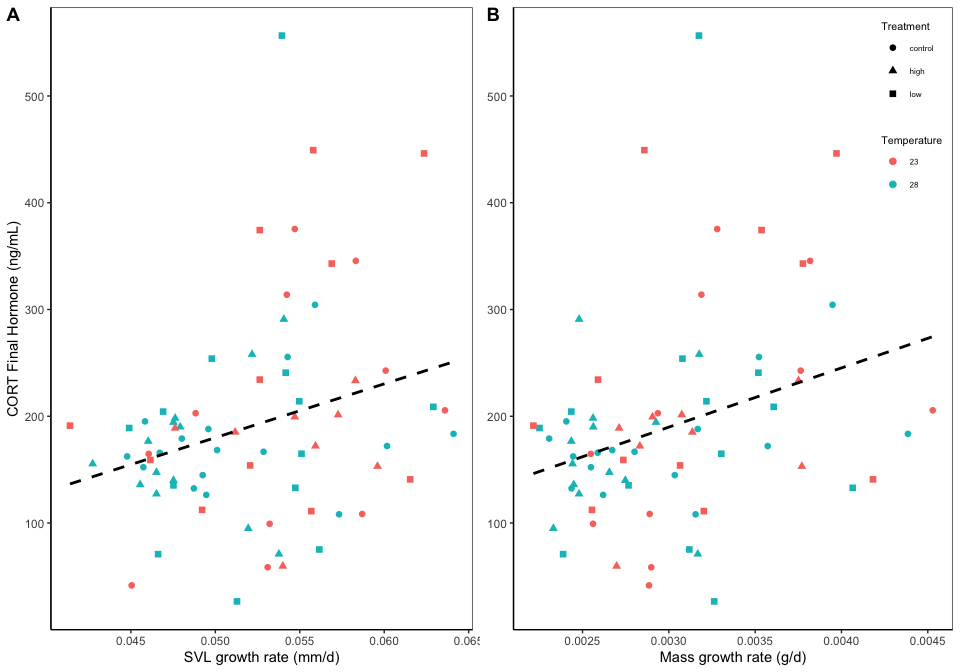 A
B
CORT Final Hormone (ng/mL)
500
400
300
200
100
0.045 0.050 0.055 0.060 0.065
SVL growth rate (mm/d)
Treatment
control
high
low
Temperature
23
28
500
400
300
200
100
0.0025 0.0030 0.0035 0.0040 0.0045
Mass growth rate (g/d)